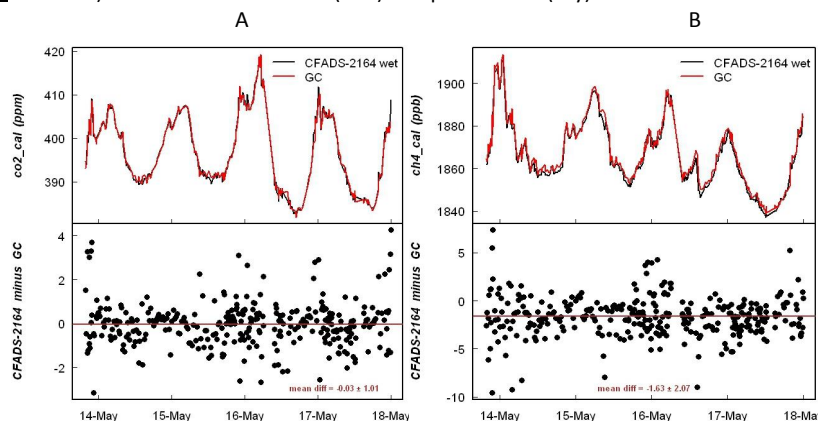 A
B
420
410
400
390
co2_cal (ppm)
CFADS-2164 wet
GC
1900
1880
1860
1840
ch4_cal (ppb)
CFADS-2164 wet
GC
4
2
0
-2
CFADS-2164 minus GC
mean diff = -0.03 ± 1.01
14-May 15-May 16-May 17-May 18-May
5
0
-5
-10
CFADS-2164 minus GC
mean diff = -1.63 ± 2.07
14-May 15-May 16-May 17-May 18-May